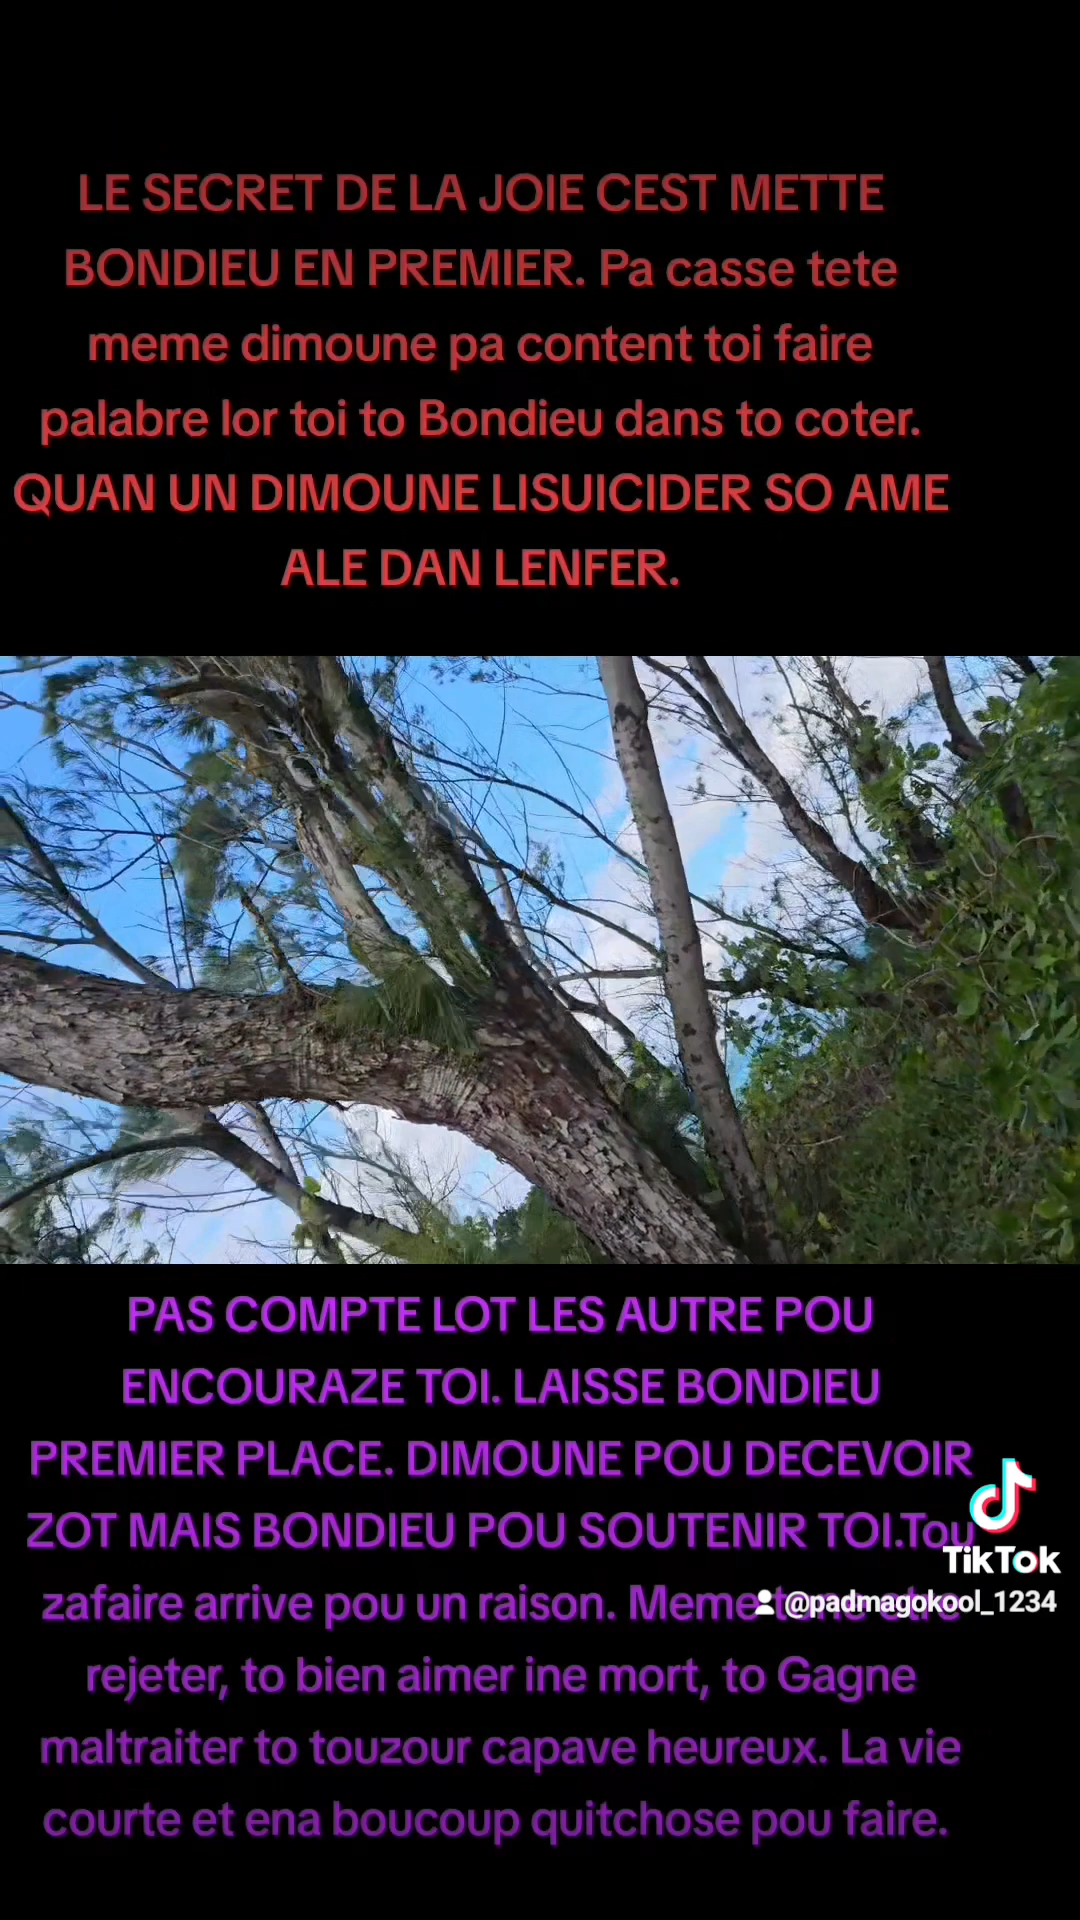 LE SECRET DE LA JOIE CEST METTE
BONDIEU EN PREMIER. Pa casse tete
meme dimoune pa content toi faire
palabre lor toi to Bondieu dans to coter.
QUAN UN DIMOUNE LISUICIDER SO AME
ALE DAN LENFER.
PAS COMPTE LOT LES AUTRE POU
ENCOURAZE TOI. LAISSE BONDIEU
PREMIER PLACE. DIMOUNE POU DECEVOIR
ZOT MAIS BONDIEU POU SOUTENIR TOI.Tou
TikTok
zafaire arrive pou un raison. Meme
@padmagokool_1234
rejeter, to bien aimer ine mort, to Gagne
maltraiter to touzour capave heureux. La vie
courte et ena boucoup quitchose pou faire.